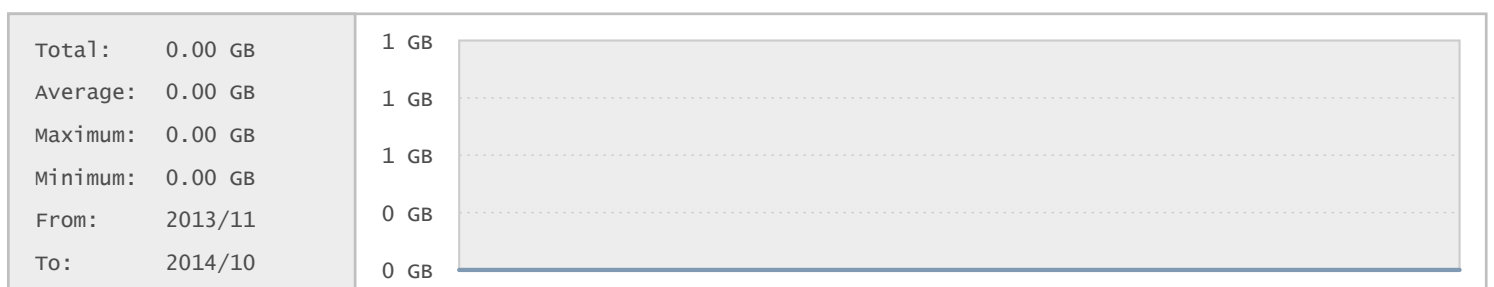 Total: 0.00 GB
Average: 0.00 GB
Maximum: 0.00 GB
Minimum: 0.00 GB
From: 2013/11
To: 2014/10
1 GB
1 GB
1 GB
0 GB
0 GB